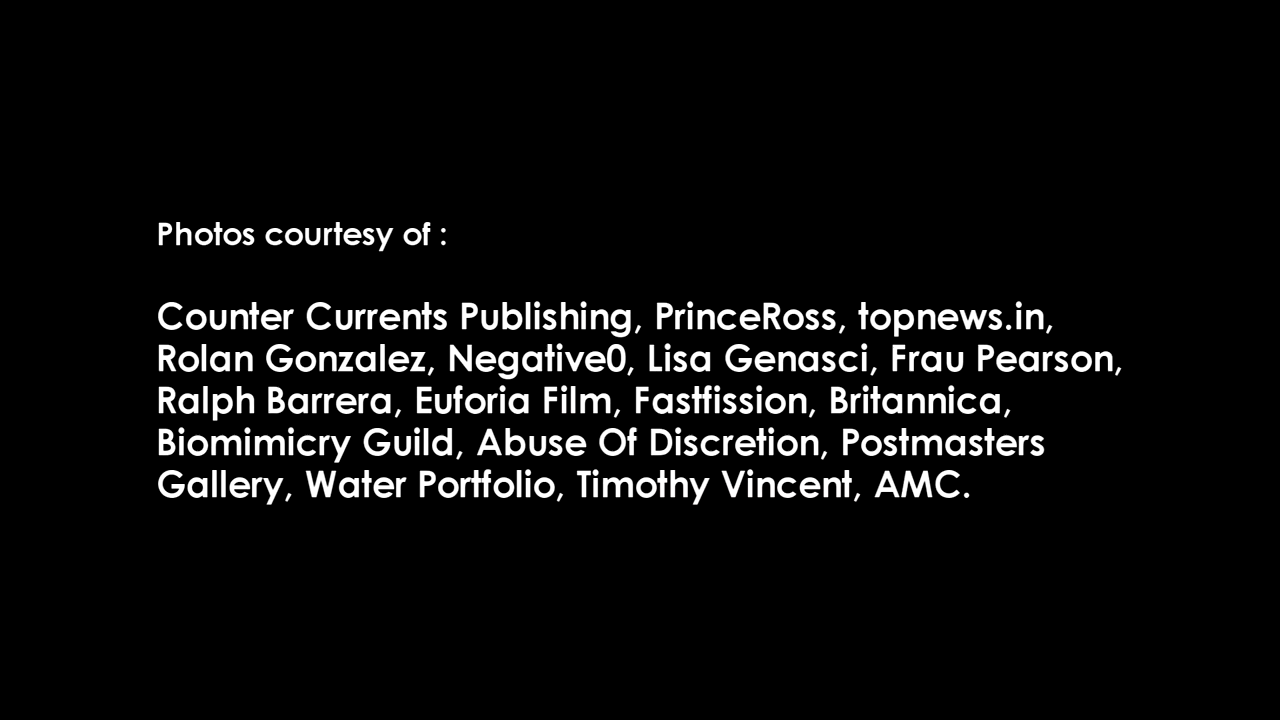 Photos courtesy of :
Counter Currents Publishing, PrinceRoss, topnews.in,
Rolan Gonzalez, Negative0, Lisa Genasci, Frau Pearson,
Ralph Barrera, Euforia Film, Fastfission, Britannica,
Biomimicry Guild, Abuse Of Discretion, Postmasters
Gallery, Water Portfolio, Timothy Vincent, AMC.